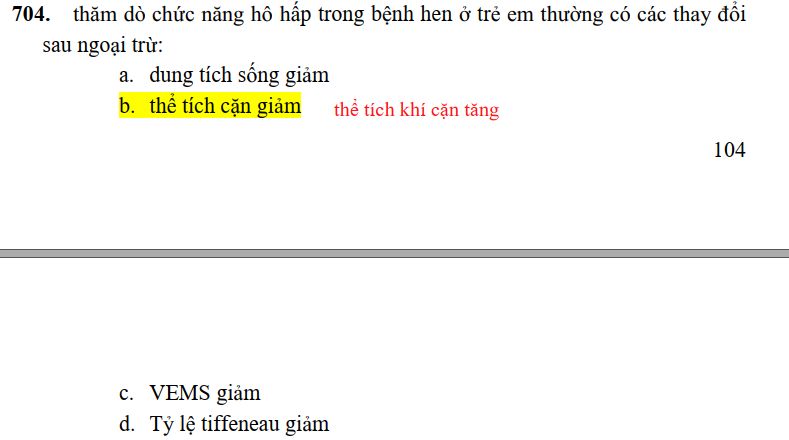 704. thăm dò chức năng hô hấp trong bệnh hen ở trẻ em thường có các thay đổi
sau ngoại trừ:
a. dung tích sống giảm
b. thể tích cặn giảm thể tích khí cặn tăng
104
c. VEMS giảm
d. Tỷ lệ tiffeneau giảm